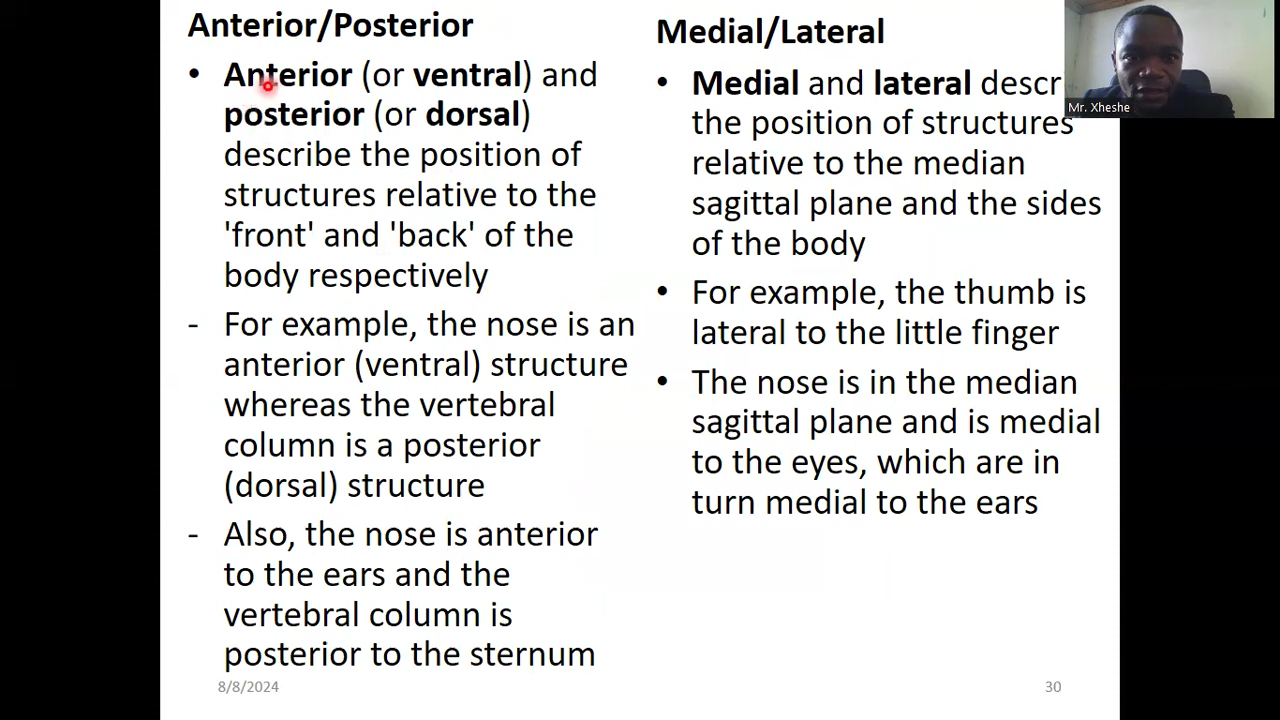 Anterior/Posterior
• Anterior (or ventral) and
posterior (or dorsal)
describe the position of
structures relative to the
'front' and 'back' of the
body respectively
- For example, the nose is an
anterior (ventral) structure
whereas the vertebral
column is a posterior
(dorsal) structure
- Also, the nose is anterior
to the ears and the
vertebral column is
posterior to the sternum
Medial/Lateral
• Medial and lateral descr
the position of structures
relative to the median
sagittal plane and the sides
of the body
• For example, the thumb is
lateral to the little finger
• The nose is in the median
sagittal plane and is medial
to the eyes, which are in
turn medial to the ears
Mr. Xheshe
8/8/2024
30